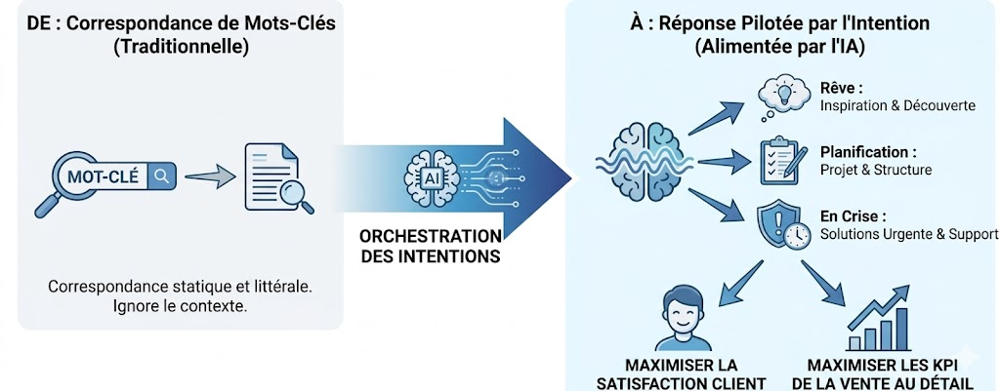 DE : Correspondance de Mots-Clés
(Traditionnelle)
MOT-CLÉ
Correspondance statique et littérale.
Ignore le contexte.
AI
ORCHESTRATION
DES INTENTIONS
À : Réponse Pilotée par l'Intention
(Alimentée par l'IA)
Rêve :
Inspiration & Découverte
Planification :
Projet & Structure
En Crise :
Solutions Urgente & Support
MAXIMISER LA
SATISFACTION CLIENT
MAXIMISER LES KPI
DE LA VENTE AU DÉTAIL